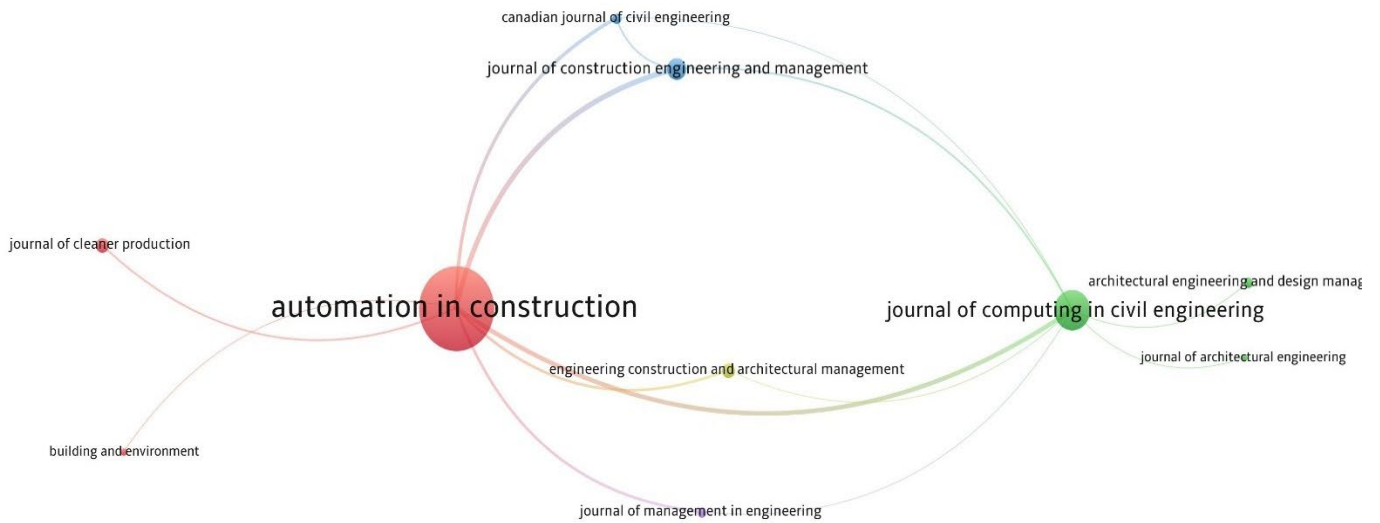 canadian journal of civil engineering
journal of construction engineering and management
journal of cleaner production
automation in construction
architectural engineering and design manag
journal of computing in civil engineering
journal of architectural engineering
engineering construction and architectural management
building and environment
journal of management in engineering